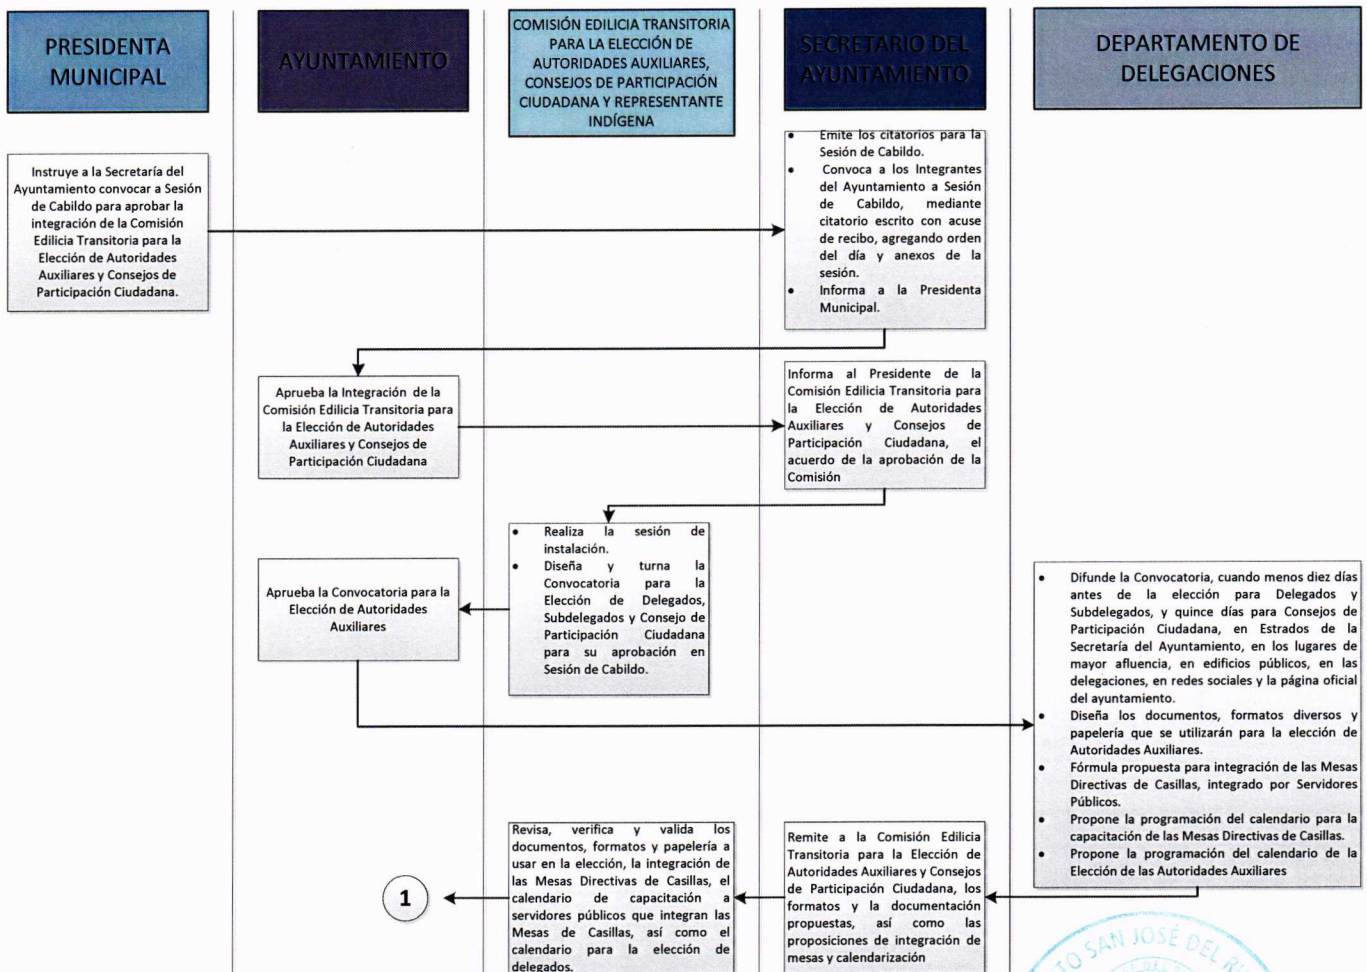 PRESIDENTA
MUNICIPAL
AYUNTAMIENTO
COMISIÓN EDILICIA TRANSITORIA
PARA LA ELECCIÓN DE
AUTORIDADES AUXILIARES,
CONSEJOS DE PARTICIPACIÓN
CIUDADANA Y REPRESENTANTE
INDÍGENA
SECRETARIO DEL
AYUNTAMIENTO
DEPARTAMENTO DE
DELEGACIONES
Instruye a la Secretaría del
Ayuntamiento convocar a Sesión
de Cabildo para aprobar la
integración de la Comisión
Edilicia Transitoria para la
Elección de Autoridades
Auxiliares y Consejos de
Participación Ciudadana.
• Emite los citatorios para la
Sesión de Cabildo.
• Convoca a los Integrantes
del Ayuntamiento a Sesión
de Cabildo, mediante
citatorio escrito con acuse
de recibo, agregando orden
del día y anexos de la
sesión.
• Informa a la Presidenta
Municipal.
Aprueba la Integración de la
Comisión Edilicia Transitoria para
la Elección de Autoridades
Auxiliares y Consejos de
Participación Ciudadana
Informa al Presidente de la
Comisión Edilicia Transitoria para
la Elección de Autoridades
Auxiliares y Consejos de
Participación Ciudadana, el
acuerdo de la aprobación de la
Comisión
• Realiza la sesión de
instalación.
• Diseña y turna la
Convocatoria para la
Elección de Delegados,
Subdelegados y Consejo de
Participación Ciudadana
para su aprobación en
Sesión de Cabildo.
Aprueba la Convocatoria para la
Elección de Autoridades
Auxiliares
• Difunde la Convocatoria, cuando menos diez días
antes de la elección para Delegados y
Subdelegados, y quince días para Consejos de
Participación Ciudadana, en Estrados de la
Secretaría del Ayuntamiento, en los lugares de
mayor afluencia, en edificios públicos, en las
delegaciones, en redes sociales y la página oficial
del ayuntamiento.
• Diseña los documentos, formatos diversos y
papelería que se utilizarán para la elección de
Autoridades Auxiliares.
• Fórmula propuesta para integración de las Mesas
Directivas de Casillas, integrado por Servidores
Públicos.
• Propone la programación del calendario para la
capacitación de las Mesas Directivas de Casillas.
• Propone la programación del calendario de la
Elección de las Autoridades Auxiliares
Remite a la Comisión Edilicia
Transitoria para la Elección de
Autoridades Auxiliares y Consejos
de Participación Ciudadana, los
formatos y la documentación
propuestas, así como las
proposiciones de integración de
mesas y calendarización
Revisa, verifica y valida los
documentos, formatos y papelería a
usar en la elección, la integración de
las Mesas Directivas de Casillas, el
calendario de capacitación a
servidores públicos que integran las
Mesas de Casillas, así como el
calendario para la elección de
delegados.
1
SAN JOSÉ DEL